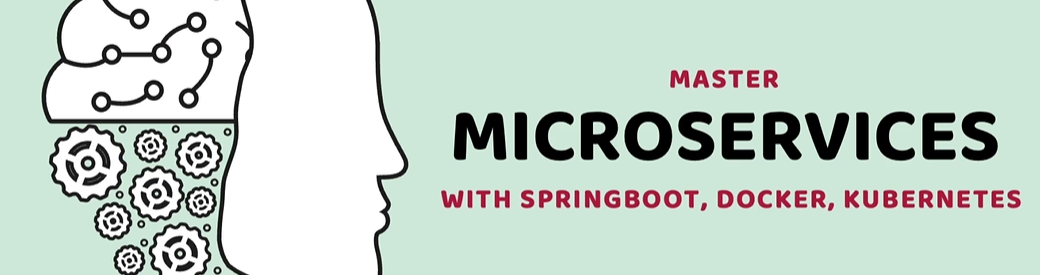 MASTER
MICROSERVICES
WITH SPRINGBOOT, DOCKER, KUBERNETES